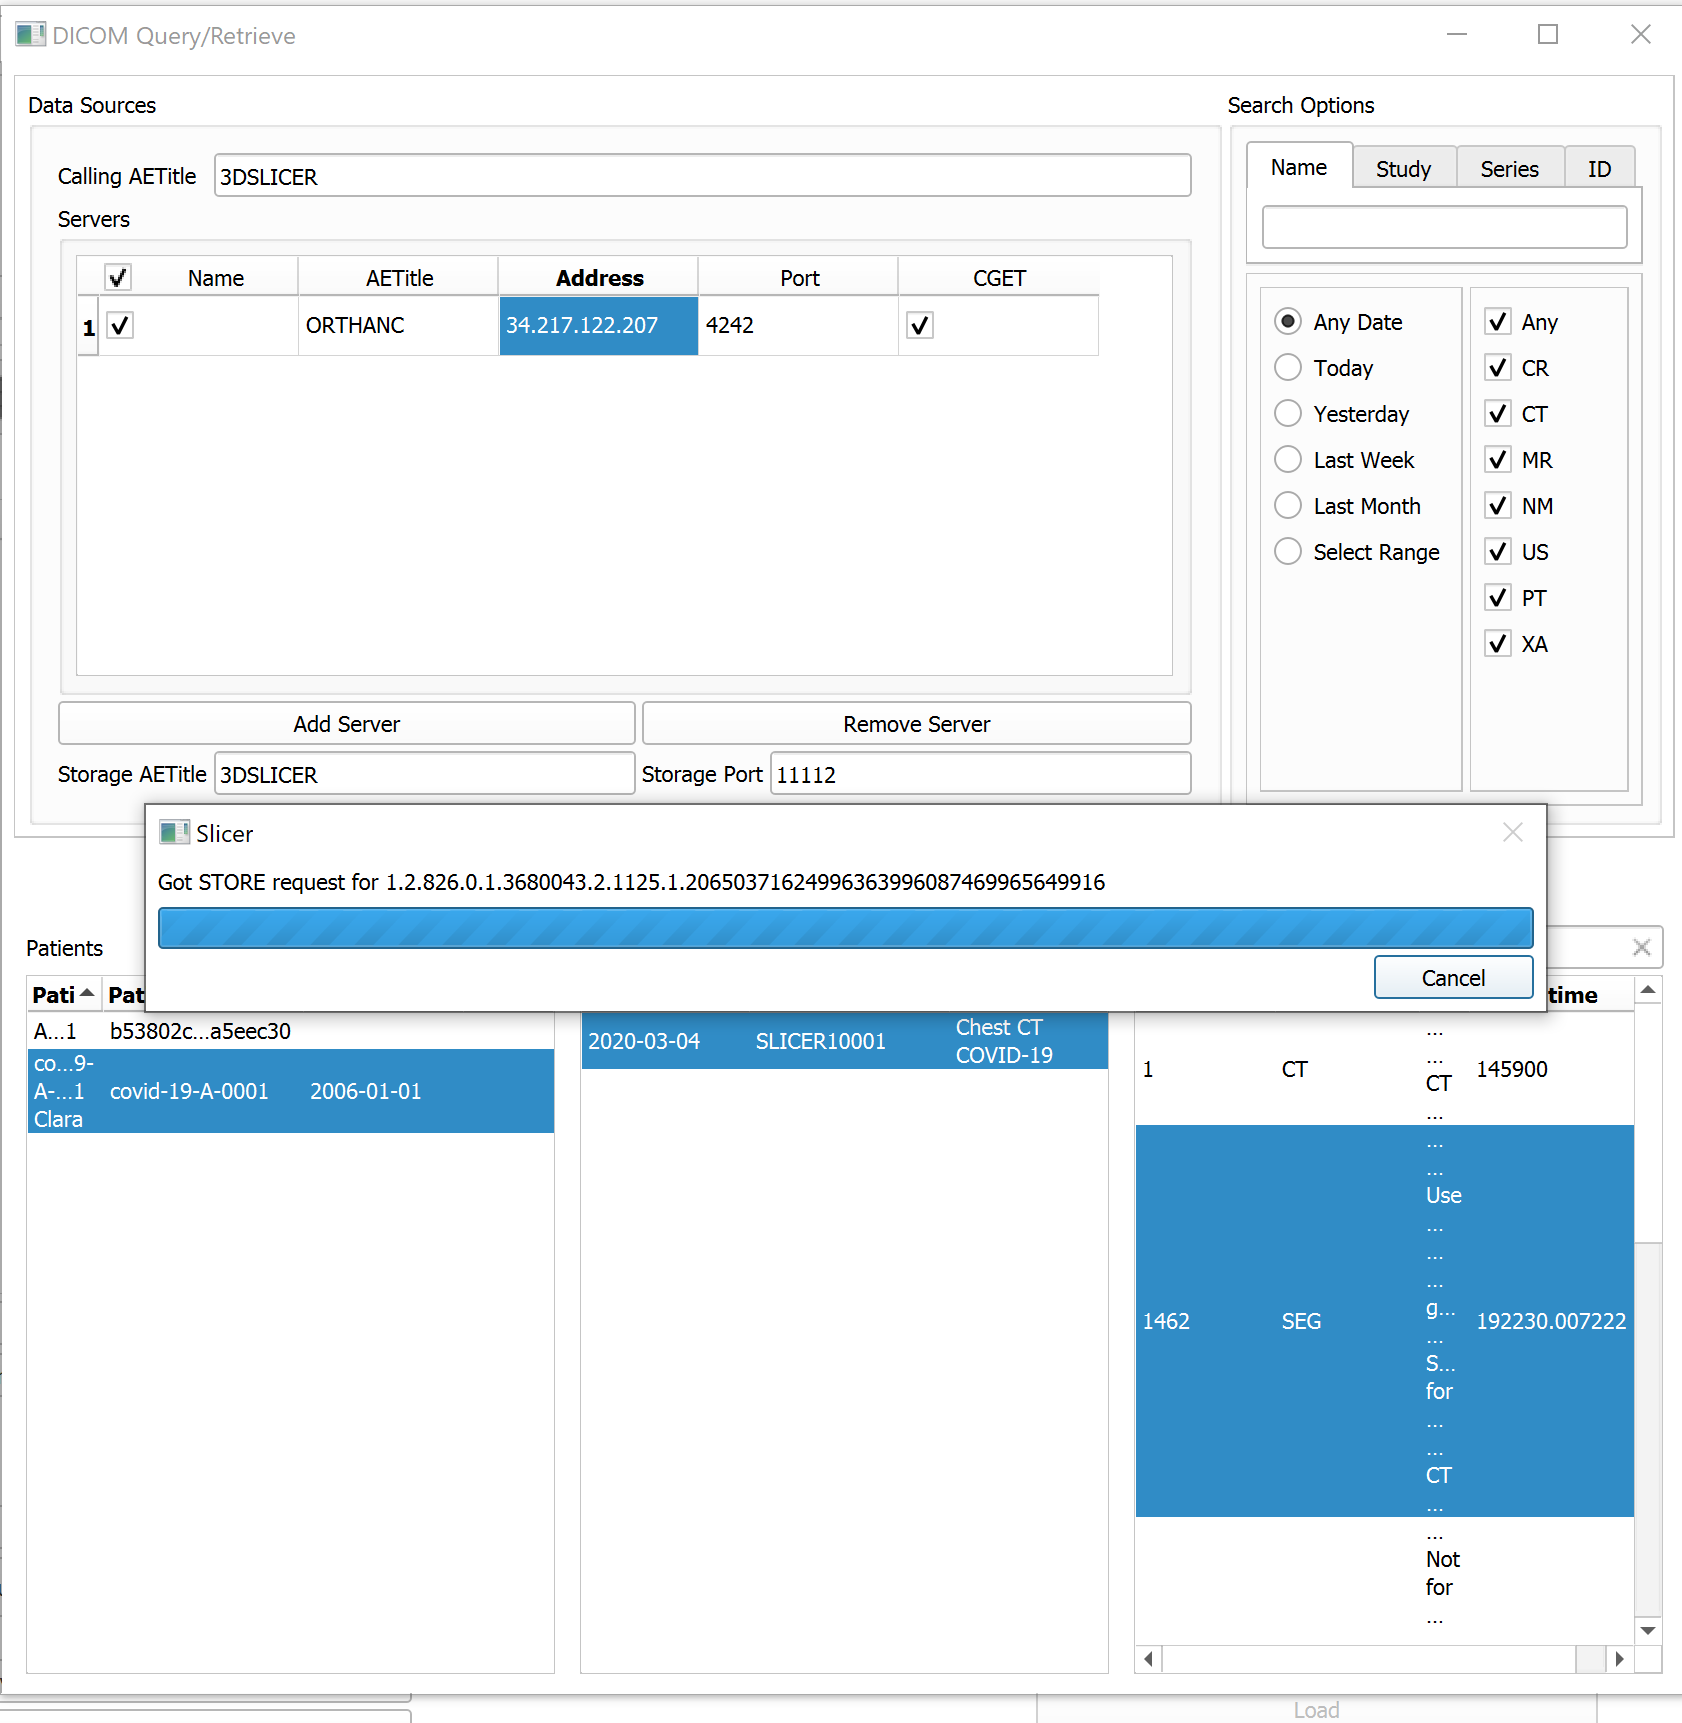 DICOM Query/Retrieve
Data Sources
Calling AETitle 3DSLICER
Servers
Name AETitle Address Port CGET
1 ORTHANC 34.217.122.207 4242
Add Server Remove Server
Storage AETitle 3DSLICER Storage Port 11112
Search Options
Name Study Series ID
Any Date
Today
Yesterday
Last Week
Last Month
Select Range
Any
CR
CT
MR
NM
US
PT
XA
Slicer
Got STORE request for 1.2.826.0.1.3680043.2.1125.1.20650371624996363996087469965649916
Cancel
Patients
Pati Pat
A...1 b53802c...a5eec30
co...9-
A-...1 covid-19-A-0001 2006-01-01
Clara
2020-03-04 SLICER10001 Chest CT
COVID-19
time
...
...
1 CT CT 145900
...
...
...
Use
...
...
...
g...
1462 SEG 192230.007222
...
S...
for
...
...
CT
...
...
Not
for
...
Load